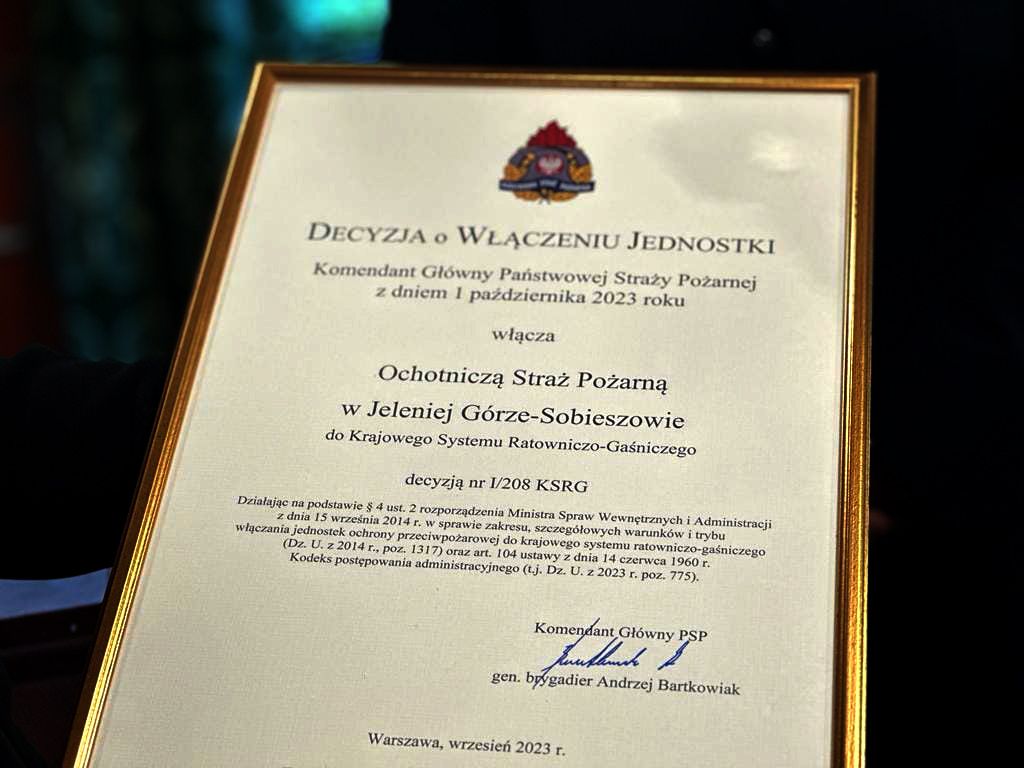 DECYZJA O WŁĄCZENIU JEDNOSTKI
Komendant Główny Państwowej Straży Pożarnej
z dniem 1 października 2023 roku
włącza
Ochotniczą Straż Pożarną
w Jeleniej Górze-Sobieszowie
do Krajowego Systemu Ratowniczo-Gaśniczego
decyzją nr I/208 KSRG
Działając na podstawie § 4 ust. 2 rozporządzenia Ministra Spraw Wewnętrznych i Administracji
z dnia 15 września 2014 r. w sprawie zakresu, szczegółowych warunków i trybu
włączania jednostek ochrony przeciwpożarowej do krajowego systemu ratowniczo-gaśniczego
(Dz. U. z 2014 r., poz. 1317) oraz art. 104 ustawy z dnia 14 czerwca 1960 r.
Kodeks postępowania administracyjnego (t.j. Dz. U. z 2023 r. poz. 775).
Komendant Główny PSP
gen. brygadier Andrzej Bartkowiak
Warszawa, wrzesień 2023 r.